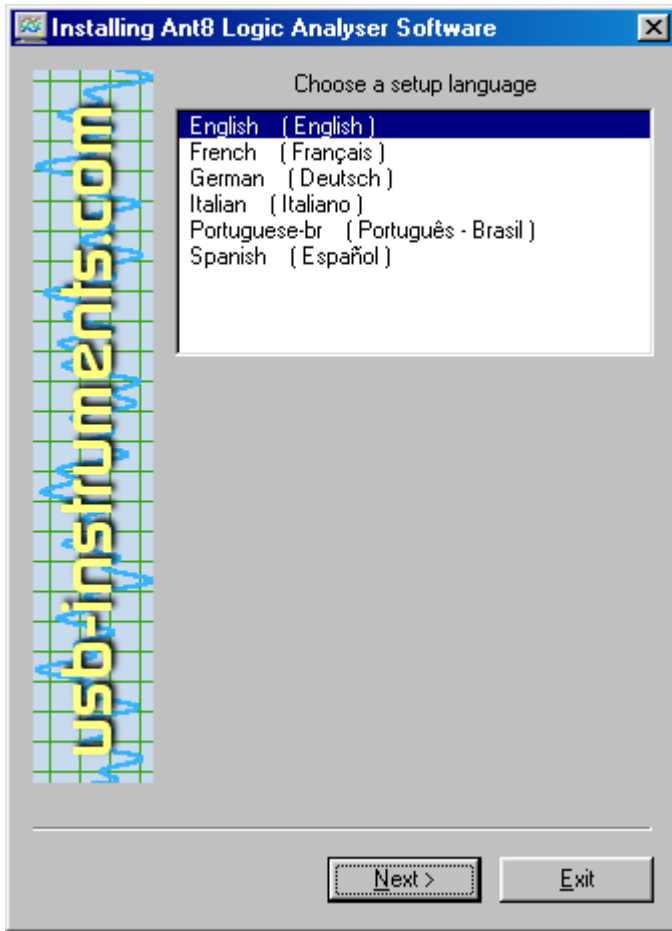 Installing Ant8 Logic Analyser Software
usb-instruments.com
Choose a setup language
English ( English )
French ( Français )
German ( Deutsch )
Italian ( Italiano )
Portuguese-br ( Português - Brasil )
Spanish ( Español )
Next >
Exit